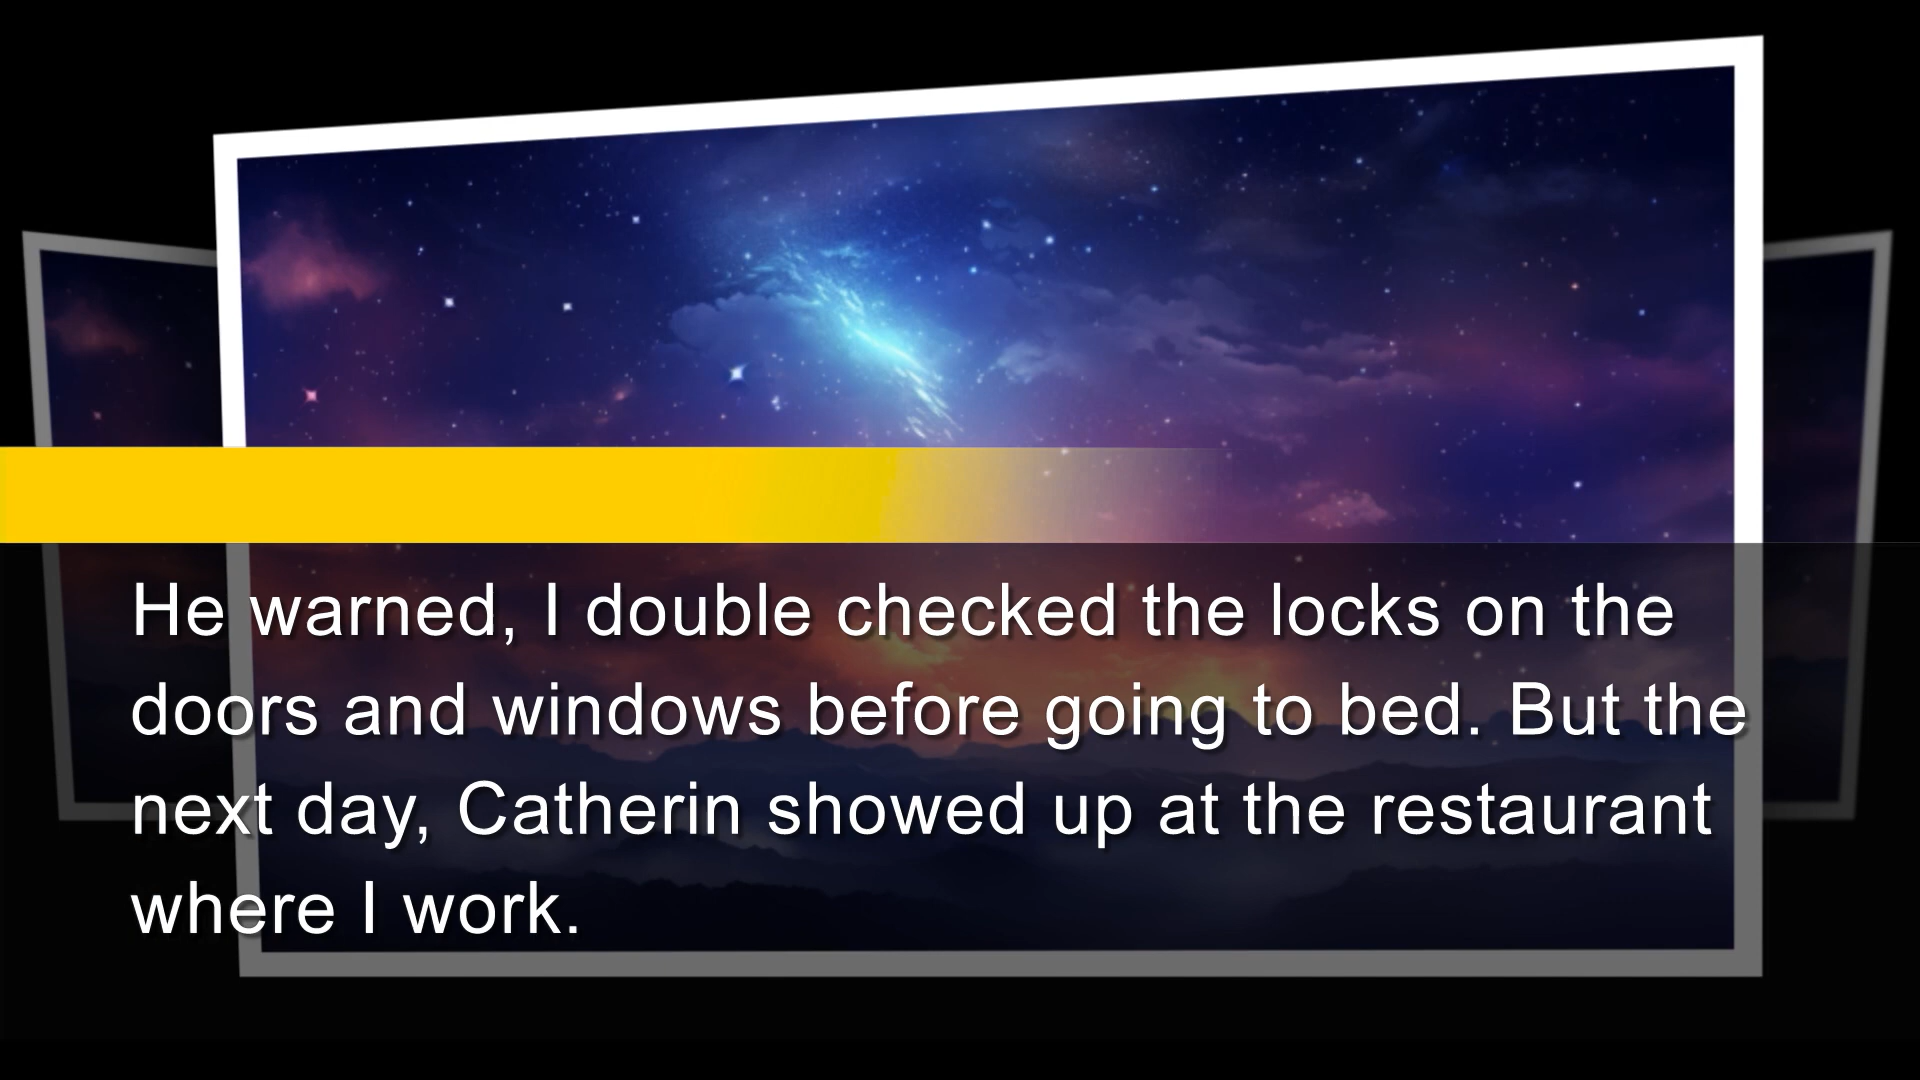 He warned, I double checked the locks on the
doors and windows before going to bed. But the
next day, Catherin showed up at the restaurant
where I work.